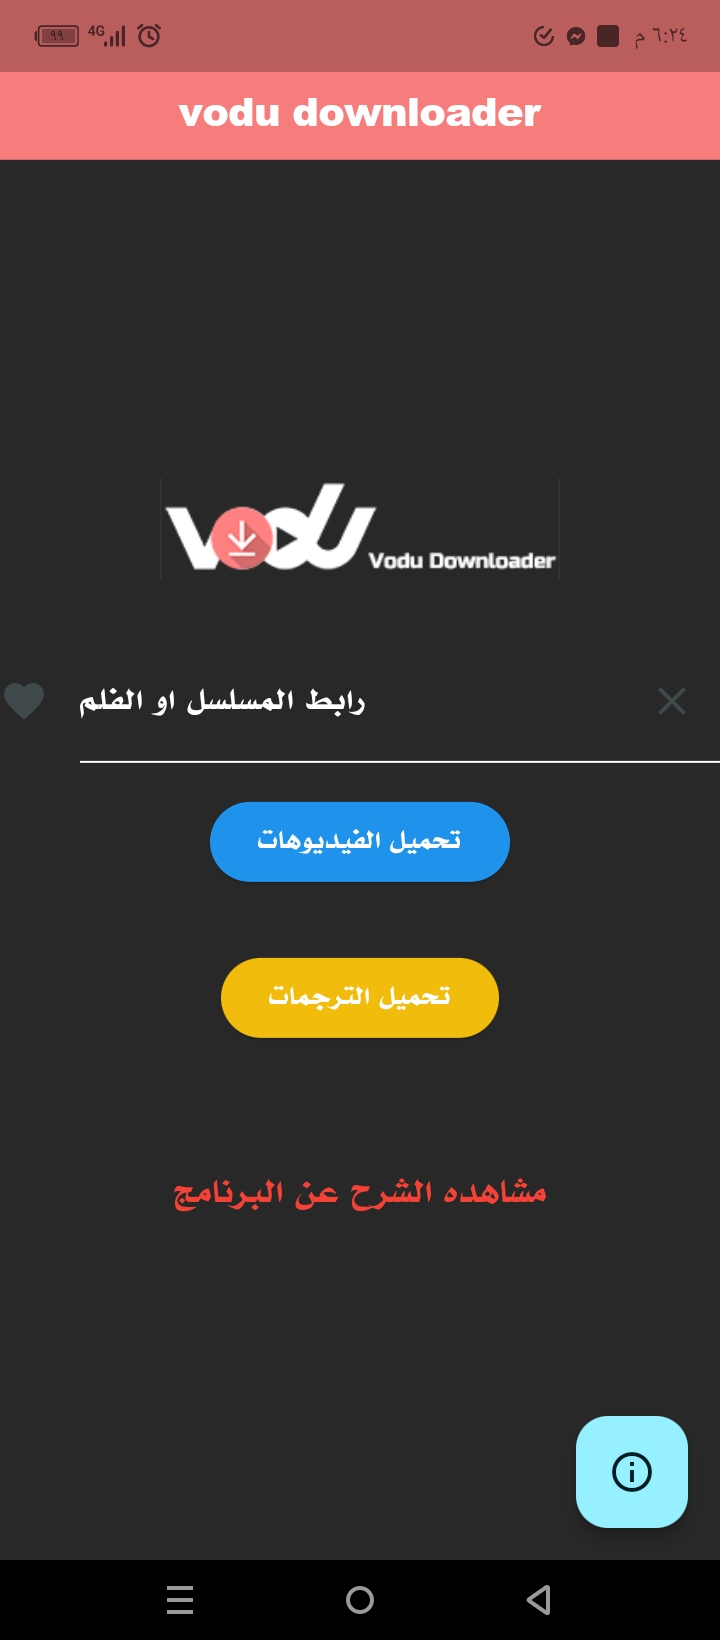 ٩٩ 4G ٦:٢٤ م
vodu downloader
vodu
Vodu Downloader
رابط المسلسل او الفلم
تحميل الفيديوهات
تحميل الترجمات
مشاهده الشرح عن البرنامج